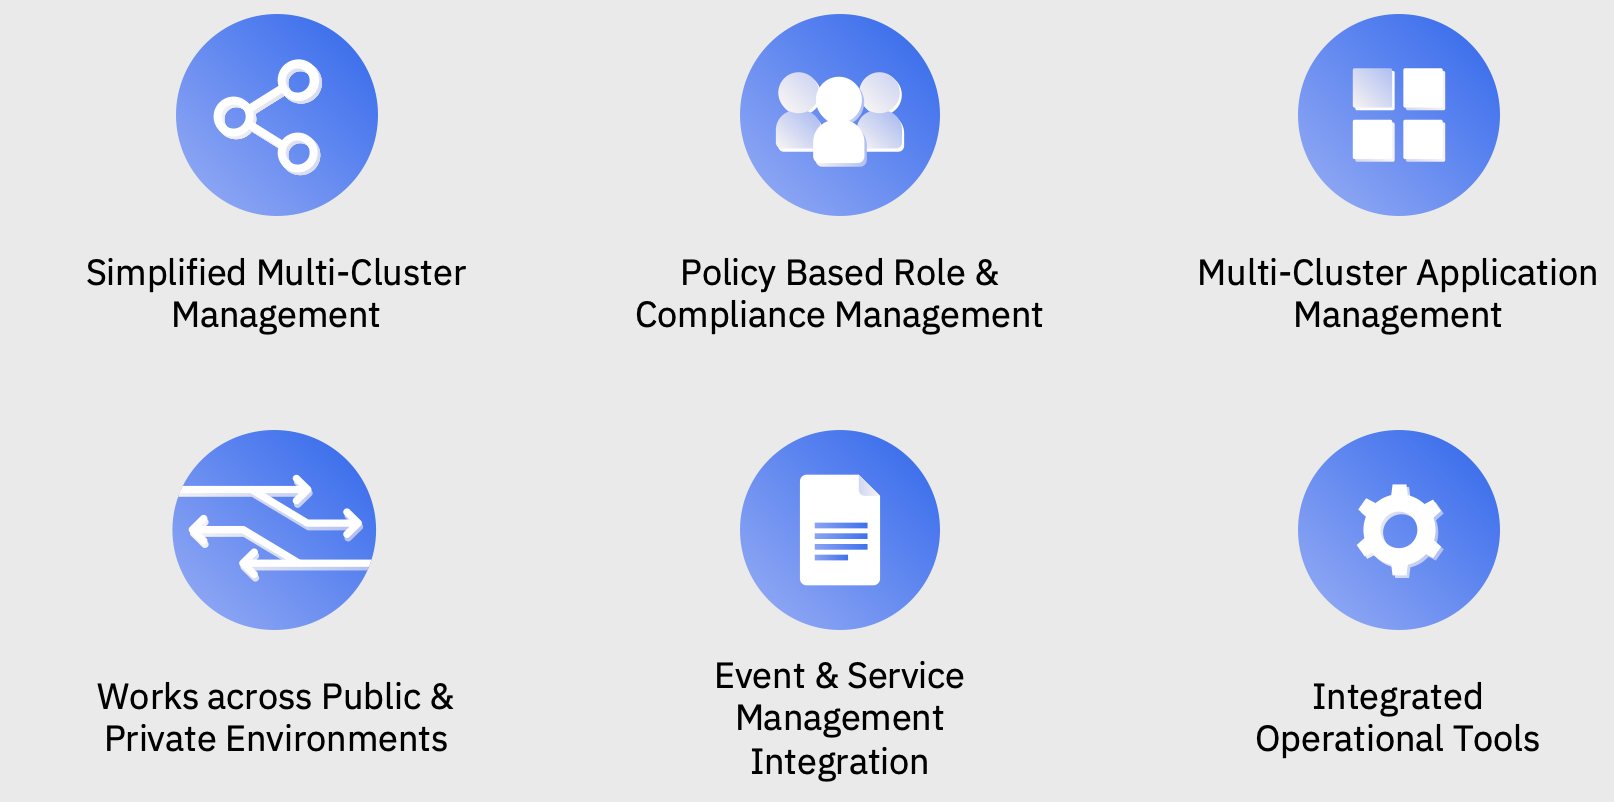 Simplified Multi-Cluster
Management
Policy Based Role &
Compliance Management
Multi-Cluster Application
Management
Works across Public &
Private Environments
Event & Service
Management
Integration
Integrated
Operational Tools